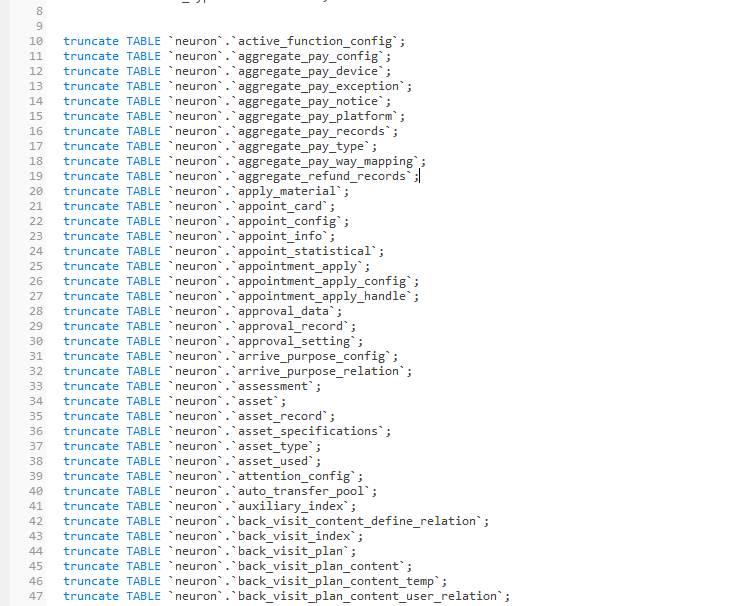 8
9
10 truncate TABLE `neuron`.`active_function_config`;
11 truncate TABLE `neuron`.`aggregate_pay_config`;
12 truncate TABLE `neuron`.`aggregate_pay_device`;
13 truncate TABLE `neuron`.`aggregate_pay_exception`;
14 truncate TABLE `neuron`.`aggregate_pay_notice`;
15 truncate TABLE `neuron`.`aggregate_pay_platform`;
16 truncate TABLE `neuron`.`aggregate_pay_records`;
17 truncate TABLE `neuron`.`aggregate_pay_type`;
18 truncate TABLE `neuron`.`aggregate_pay_way_mapping`;
19 truncate TABLE `neuron`.`aggregate_refund_records`;
20 truncate TABLE `neuron`.`apply_material`;
21 truncate TABLE `neuron`.`appoint_card`;
22 truncate TABLE `neuron`.`appoint_config`;
23 truncate TABLE `neuron`.`appoint_info`;
24 truncate TABLE `neuron`.`appoint_statistical`;
25 truncate TABLE `neuron`.`appointment_apply`;
26 truncate TABLE `neuron`.`appointment_apply_config`;
27 truncate TABLE `neuron`.`appointment_apply_handle`;
28 truncate TABLE `neuron`.`approval_data`;
29 truncate TABLE `neuron`.`approval_record`;
30 truncate TABLE `neuron`.`approval_setting`;
31 truncate TABLE `neuron`.`arrive_purpose_config`;
32 truncate TABLE `neuron`.`arrive_purpose_relation`;
33 truncate TABLE `neuron`.`assessment`;
34 truncate TABLE `neuron`.`asset`;
35 truncate TABLE `neuron`.`asset_record`;
36 truncate TABLE `neuron`.`asset_specifications`;
37 truncate TABLE `neuron`.`asset_type`;
38 truncate TABLE `neuron`.`asset_used`;
39 truncate TABLE `neuron`.`attention_config`;
40 truncate TABLE `neuron`.`auto_transfer_pool`;
41 truncate TABLE `neuron`.`auxiliary_index`;
42 truncate TABLE `neuron`.`back_visit_content_define_relation`;
43 truncate TABLE `neuron`.`back_visit_index`;
44 truncate TABLE `neuron`.`back_visit_plan`;
45 truncate TABLE `neuron`.`back_visit_plan_content`;
46 truncate TABLE `neuron`.`back_visit_plan_content_temp`;
47 truncate TABLE `neuron`.`back_visit_plan_content_user_relation`;